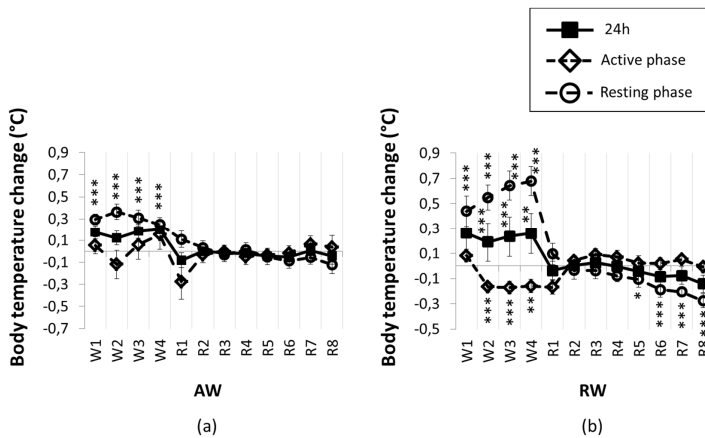 24h
Active phase
Resting phase
Body temperature change (°C)
0,9
0,7
0,5
0,3
0,1
-0,1
-0,3
-0,5
-0,7
***
***
***
***
W1
W2
W3
W4
R1
R2
R3
R4
R5
R6
R7
R8
AW
(a)
Body temperature change (°C)
0,9
0,7
0,5
0,3
0,1
-0,1
-0,3
-0,5
***
***
***
***
***
***
**
***
***
**
*
***
***
***
W1
W2
W3
W4
R1
R2
R3
R4
R5
R6
R7
R8
RW
(b)